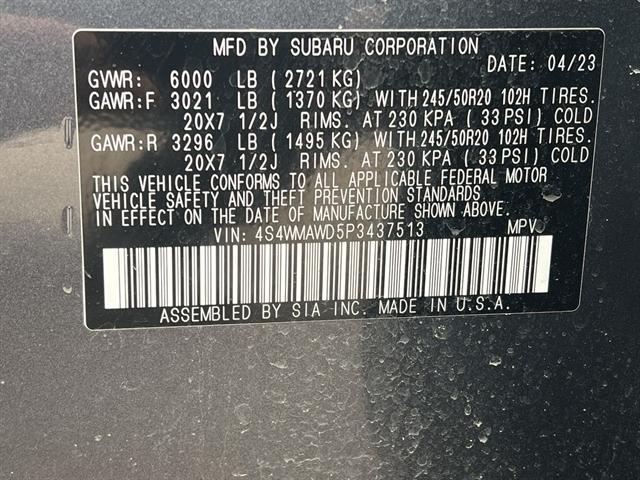 MFD BY SUBARU CORPORATION
DATE: 04/23
GVWR: 6000 LB ( 2721 KG)
GAWR:F 3021 LB ( 1370 KG) WITH 245/50R20 102H TIRES.
20X7 1/2J RIMS. AT 230 KPA ( 33 PSI) COLD
GAWR:R 3296 LB ( 1495 KG) WITH 245/50R20 102H TIRES.
20X7 1/2J RIMS. AT 230 KPA ( 33 PSI) COLD
THIS VEHICLE CONFORMS TO ALL APPLICABLE FEDERAL MOTOR
VEHICLE SAFETY AND THEFT PREVENTION STANDARDS
IN EFFECT ON THE DATE OF MANUFACTURE SHOWN ABOVE.
VIN: 4S4WMAWD5P3437513 MPV
ASSEMBLED BY SIA INC. MADE IN U.S.A.